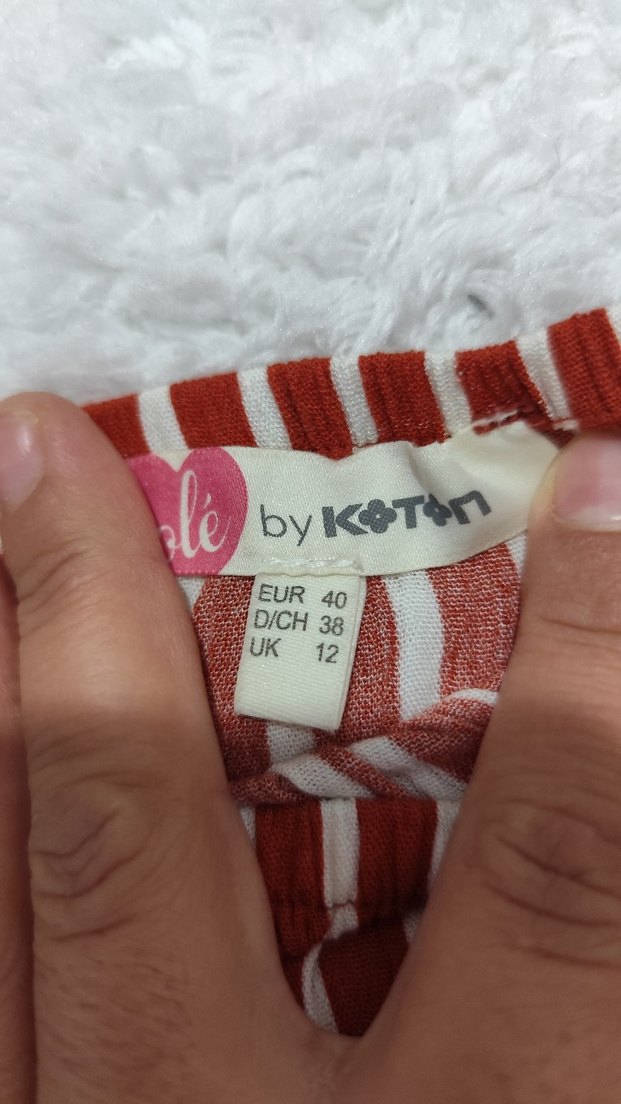 olé by KOTON
EUR 40
D/CH 38
UK 12